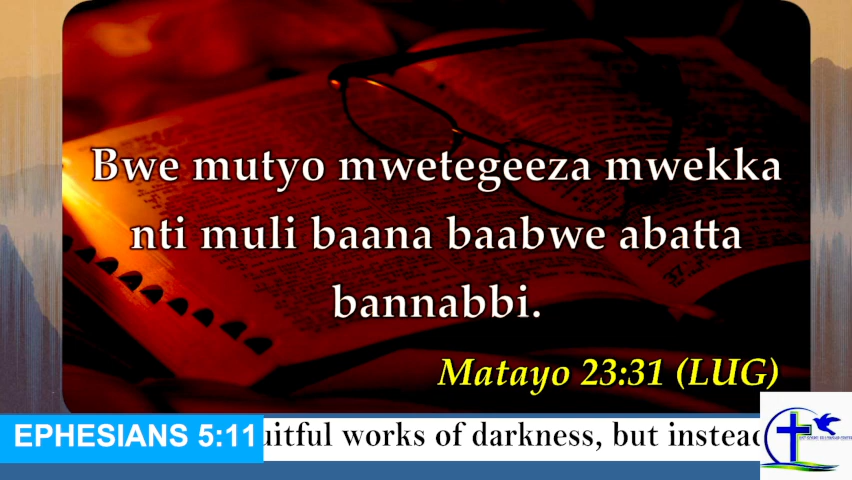 Bwe mutyo mwetegeeza mwekka
nti muli baana baabwe abatta
bannabbi.
Matayo 23:31 (LUG)
EPHESIANS 5:11
works of darkness, but